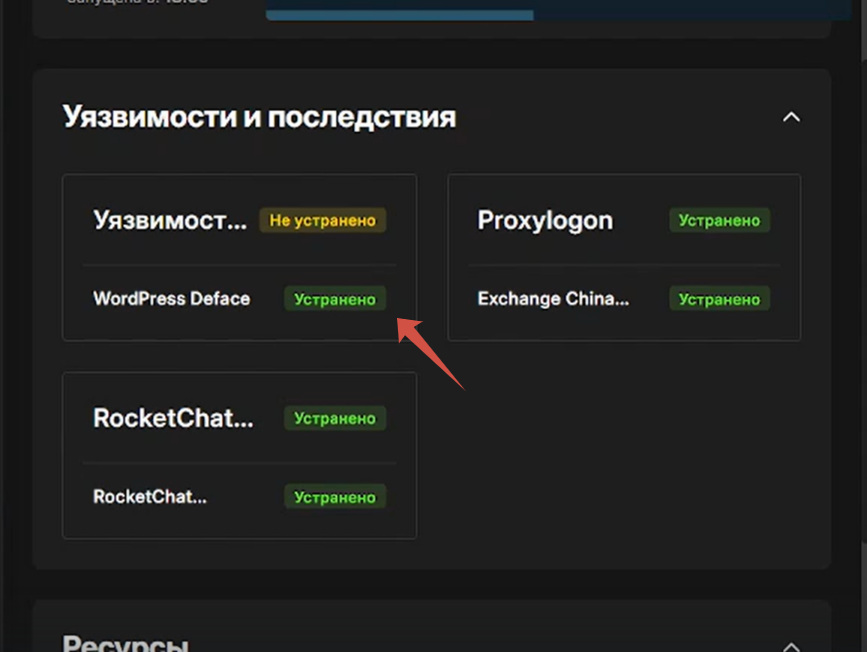 Запущена в:
Уязвимости и последствия
Уязвимост... Не устранено
WordPress Deface Устранено
Proxylogon Устранено
Exchange China... Устранено
RocketChat... Устранено
RocketChat... Устранено
Ресурсы